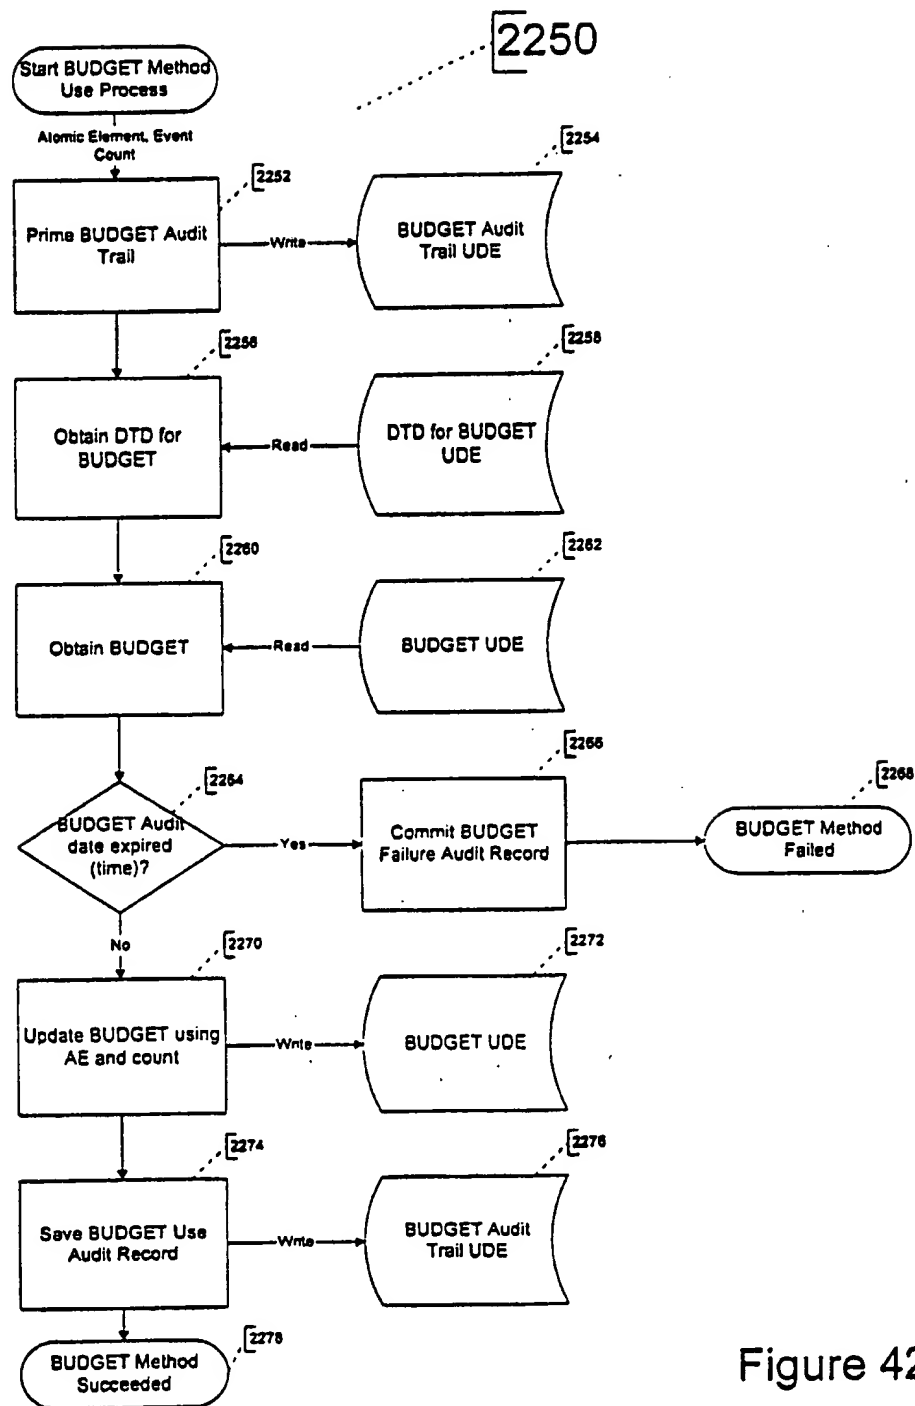 2250
Start BUDGET Method
Use Process
Atomic Element, Event
Count
2252
2254
Prime BUDGET Audit
Trail
Write
BUDGET Audit
Trail UDE
2256
2258
Obtain DTD for
BUDGET
Read
DTD for BUDGET
UDE
2260
2262
Obtain BUDGET
Read
BUDGET UDE
2264
2266
2268
BUDGET Audit
date expired
(time)?
Yes
Commit BUDGET
Failure Audit Record
BUDGET Method
Failed
No
2270
2272
Update BUDGET using
AE and count
Write
BUDGET UDE
2274
2276
Save BUDGET Use
Audit Record
Write
BUDGET Audit
Trail UDE
2278
BUDGET Method
Succeeded
Figure 42